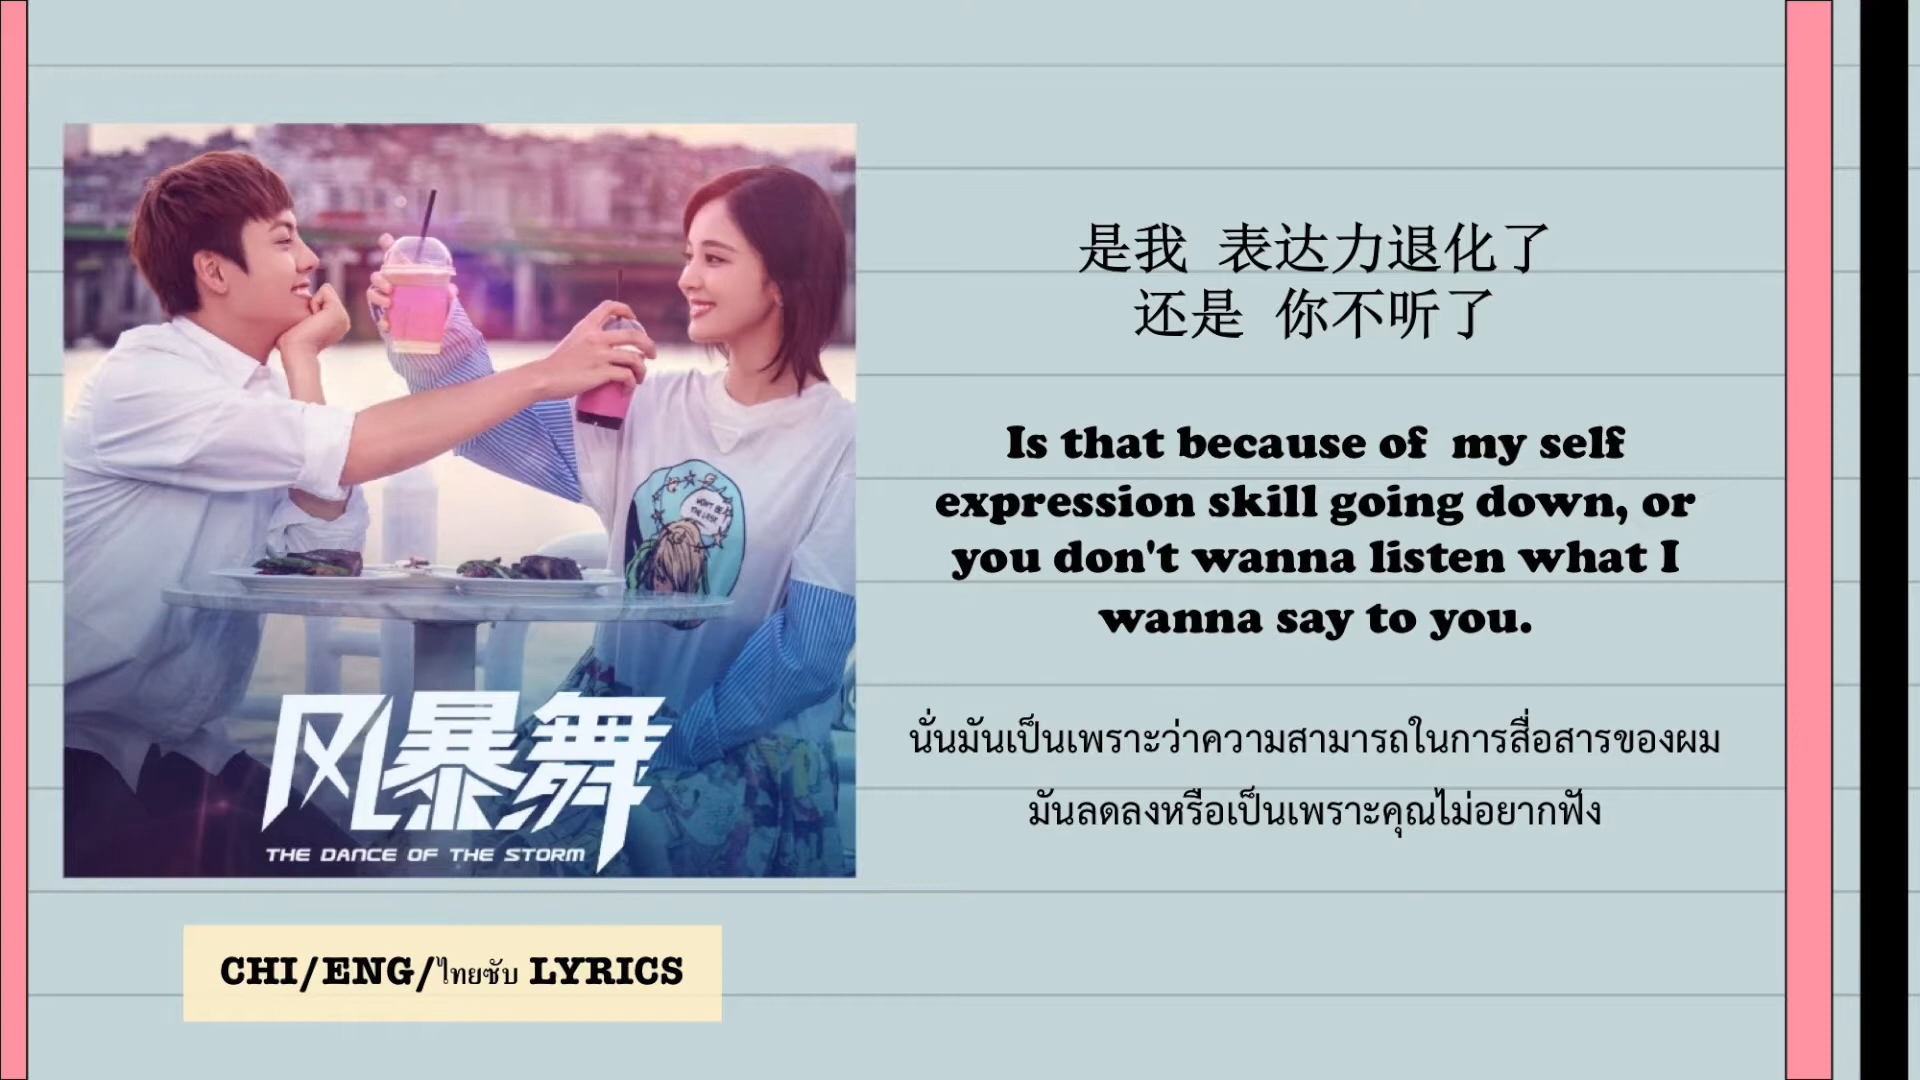 是我 表达力退化了
还是 你不听了
Is that because of my self
expression skill going down, or
you don't wanna listen what I
wanna say to you.
นั่นมันเป็นเพราะว่าความสามารถในการสื่อสารของผม
มันลดลงหรือเป็นเพราะคุณไม่อยากฟัง
风暴舞
THE DANCE OF THE STORM
CHI/ENG/ไทยซับ LYRICS